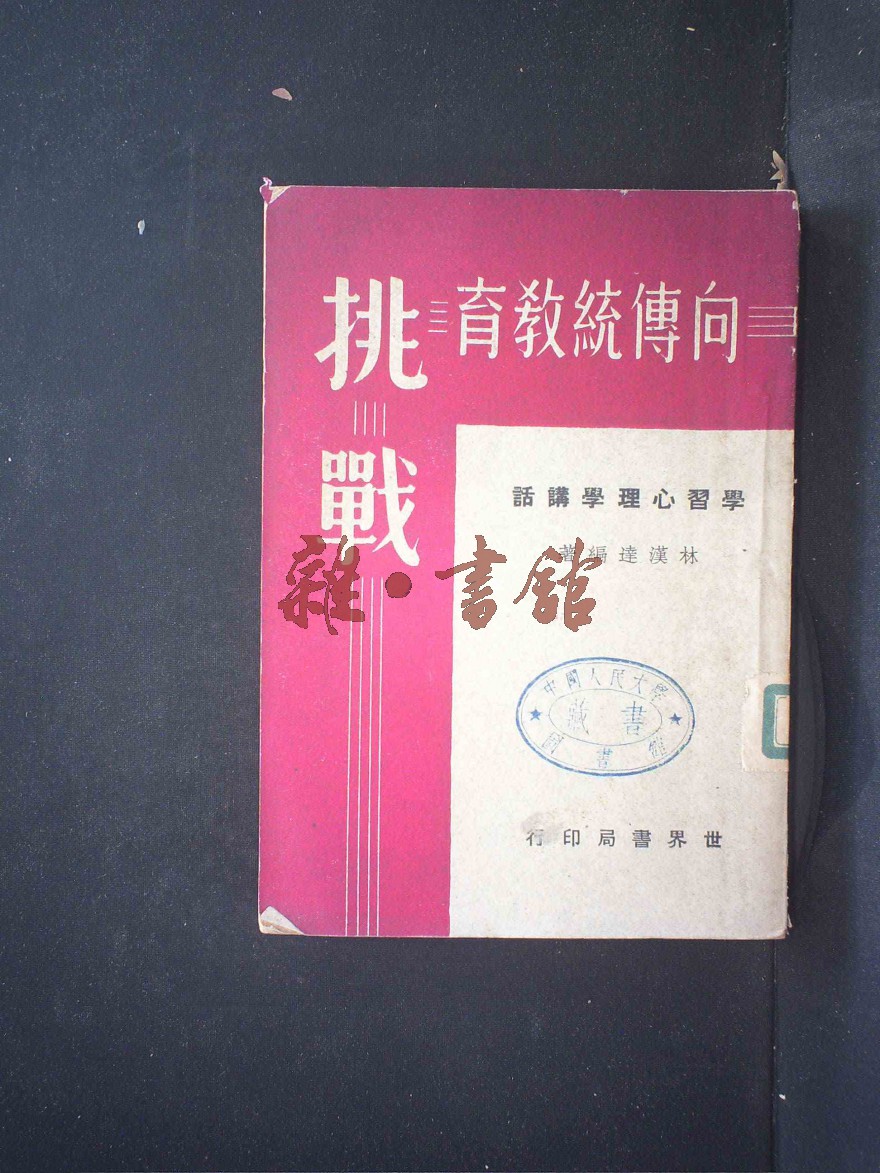 向傳統教育
挑戰
學習心理學講話
林漢達編著
雜·書館
中國人民大學
藏書
圖書館
世界書局印行